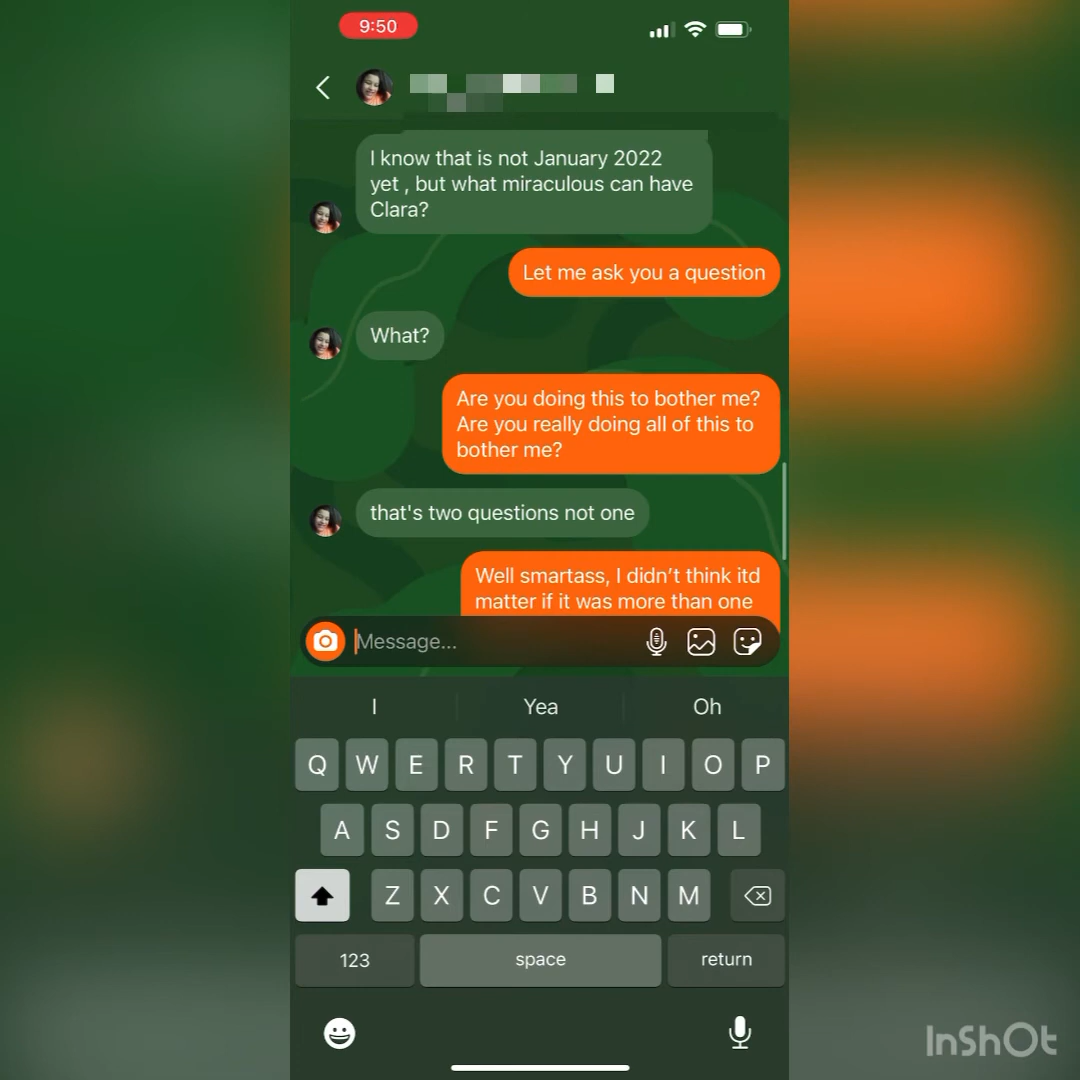 9:50
I know that is not January 2022
yet , but what miraculous can have
Clara?
Let me ask you a question
What?
Are you doing this to bother me?
Are you really doing all of this to
bother me?
that's two questions not one
Well smartass, I didn’t think itd
matter if it was more than one
Message...
I Yea Oh
Q W E R T Y U I O P
A S D F G H J K L
Z X C V B N M
123 space return
InShOt